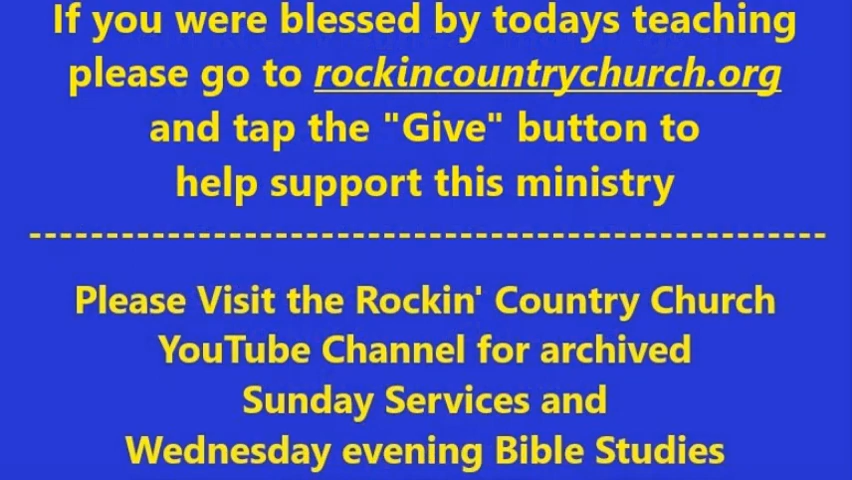 If you were blessed by todays teaching
please go to rockincountrychurch.org
and tap the "Give" button to
help support this ministry
-----------------------------------------------------
Please Visit the Rockin' Country Church
YouTube Channel for archived
Sunday Services and
Wednesday evening Bible Studies